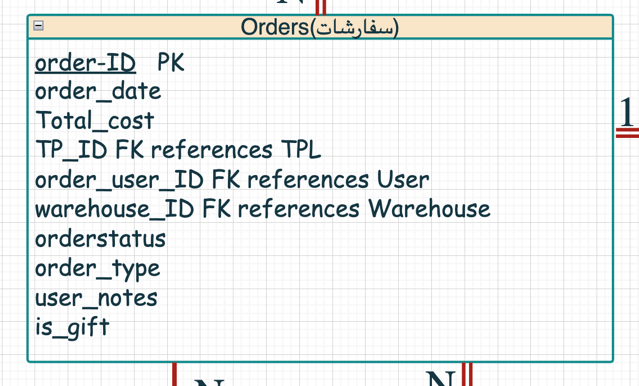 N
Orders(سفارشات)
order-ID PK
order_date
Total_cost
1
TP_ID FK references TPL
order_user_ID FK references User
warehouse_ID FK references Warehouse
orderstatus
order_type
user_notes
is_gift
N
N